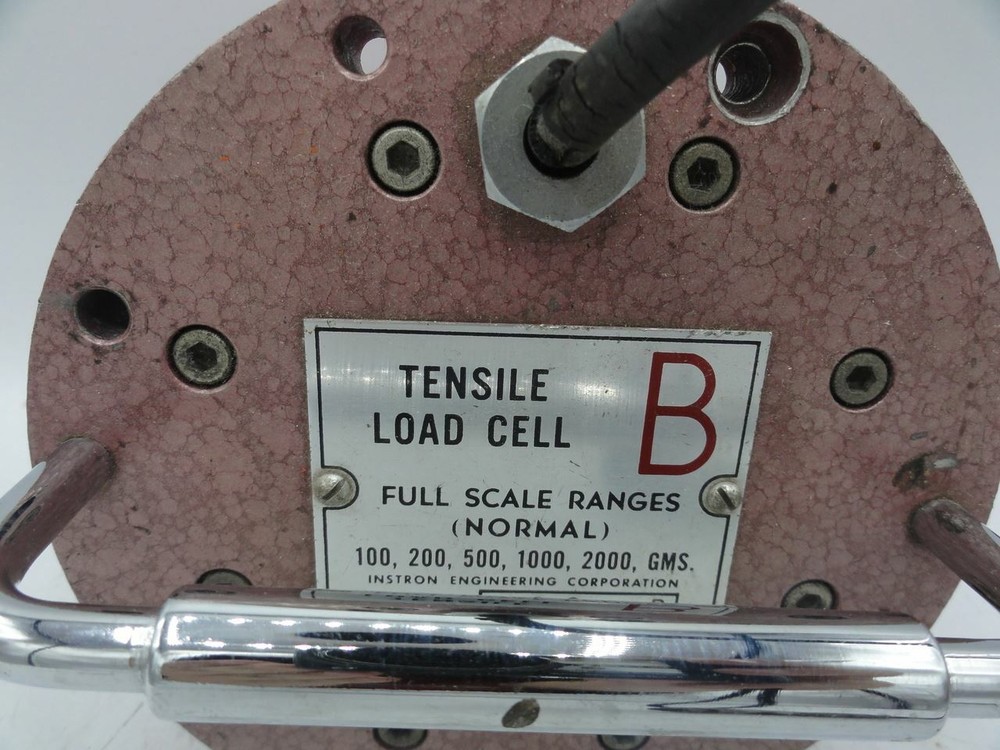 TENSILE
LOAD CELL
B
FULL SCALE RANGES
(NORMAL)
100, 200, 500, 1000, 2000, GMS.
INSTRON ENGINEERING CORPORATION